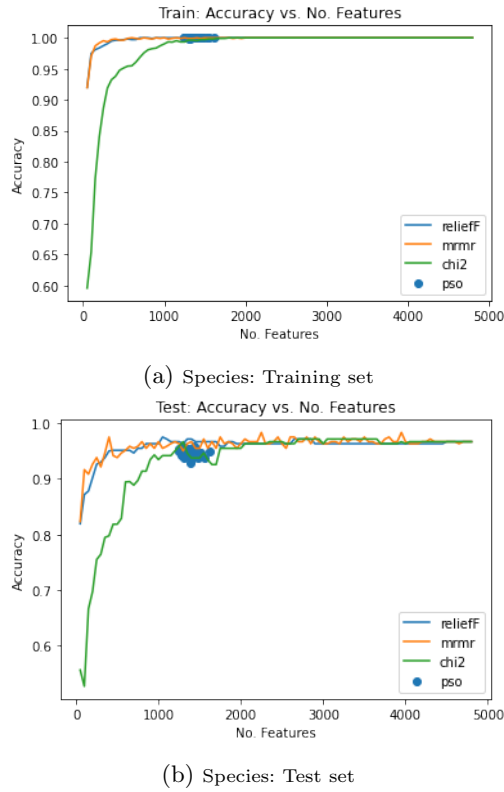 Train: Accuracy vs. No. Features
1.00
0.95
0.90
0.85
0.80
0.75
0.70
0.65
0.60
Accuracy
reliefF
mrmr
chi2
pso
0 1000 2000 3000 4000 5000
No. Features
(a) Species: Training set
Test: Accuracy vs. No. Features
1.0
0.9
0.8
0.7
0.6
Accuracy
reliefF
mrmr
chi2
pso
0 1000 2000 3000 4000 5000
No. Features
(b) Species: Test set